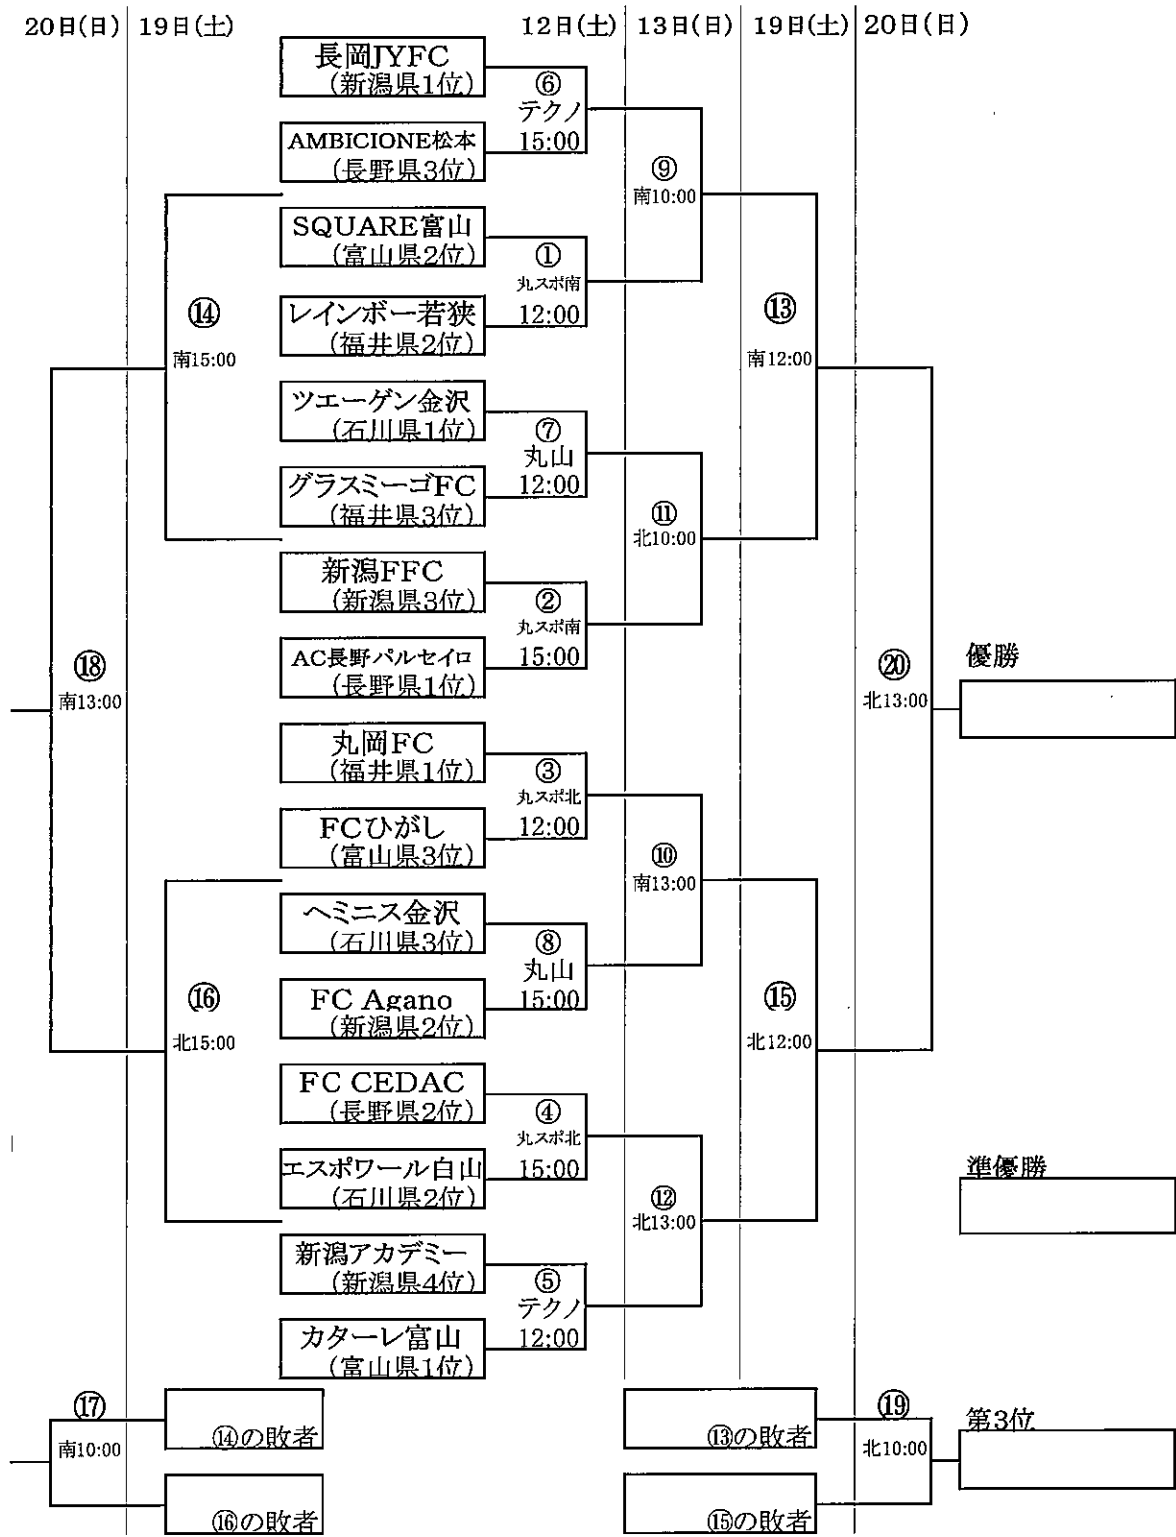 20日(日) 19日(土) 12日(土) 13日(日) 19日(土) 20日(日)
長岡JYFC
(新潟県1位)
⑥
テクノ
15:00
AMBICIONE松本
(長野県3位)
⑨
南10:00
SQUARE富山
(富山県2位)
①
丸スポ南
12:00
レインボー若狭
(福井県2位)
⑭
南15:00
⑬
南12:00
ツエーゲン金沢
(石川県1位)
⑦
丸山
12:00
グラスミーゴFC
(福井県3位)
⑪
北10:00
新潟FFC
(新潟県3位)
②
丸スポ南
15:00
AC長野パルセイロ
(長野県1位)
⑱
南13:00
⑳
北13:00
優勝
丸岡FC
(福井県1位)
③
丸スポ北
12:00
FCひがし
(富山県3位)
⑩
南13:00
ヘミニス金沢
(石川県3位)
⑧
丸山
15:00
FC Agano
(新潟県2位)
⑯
北15:00
⑮
北12:00
FC CEDAC
(長野県2位)
④
丸スポ北
15:00
エスポワール白山
(石川県2位)
⑫
北13:00
準優勝
新潟アカデミー
(新潟県4位)
⑤
テクノ
12:00
カターレ富山
(富山県1位)
⑰
南10:00
⑭の敗者
⑯の敗者
⑬の敗者
⑮の敗者
⑲
北10:00
第3位